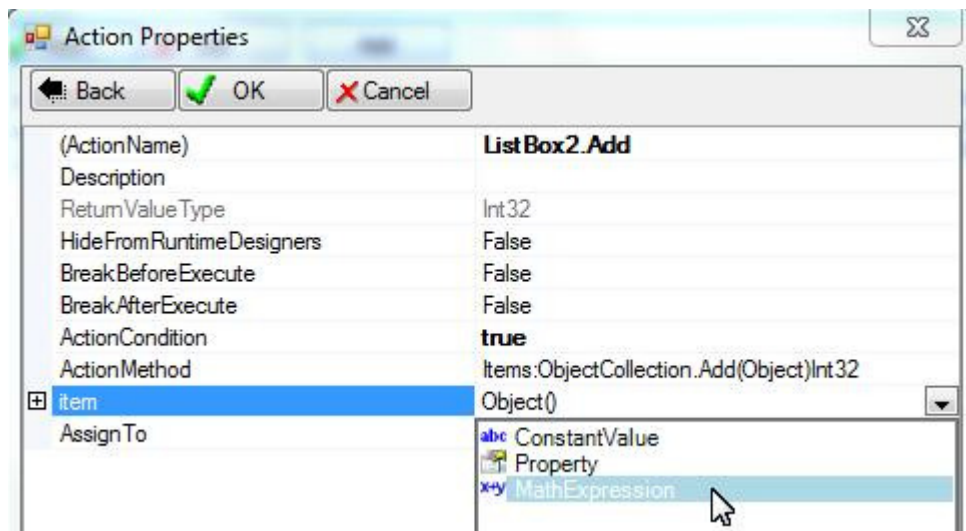 Action Properties
Back OK Cancel
(ActionName) ListBox2.Add
Description
ReturnValueType Int32
HideFromRuntimeDesigners False
BreakBeforeExecute False
BreakAfterExecute False
ActionCondition true
ActionMethod Items:ObjectCollection.Add(Object)Int32
item Object()
AssignTo
abc ConstantValue
Property
x+y MathExpression